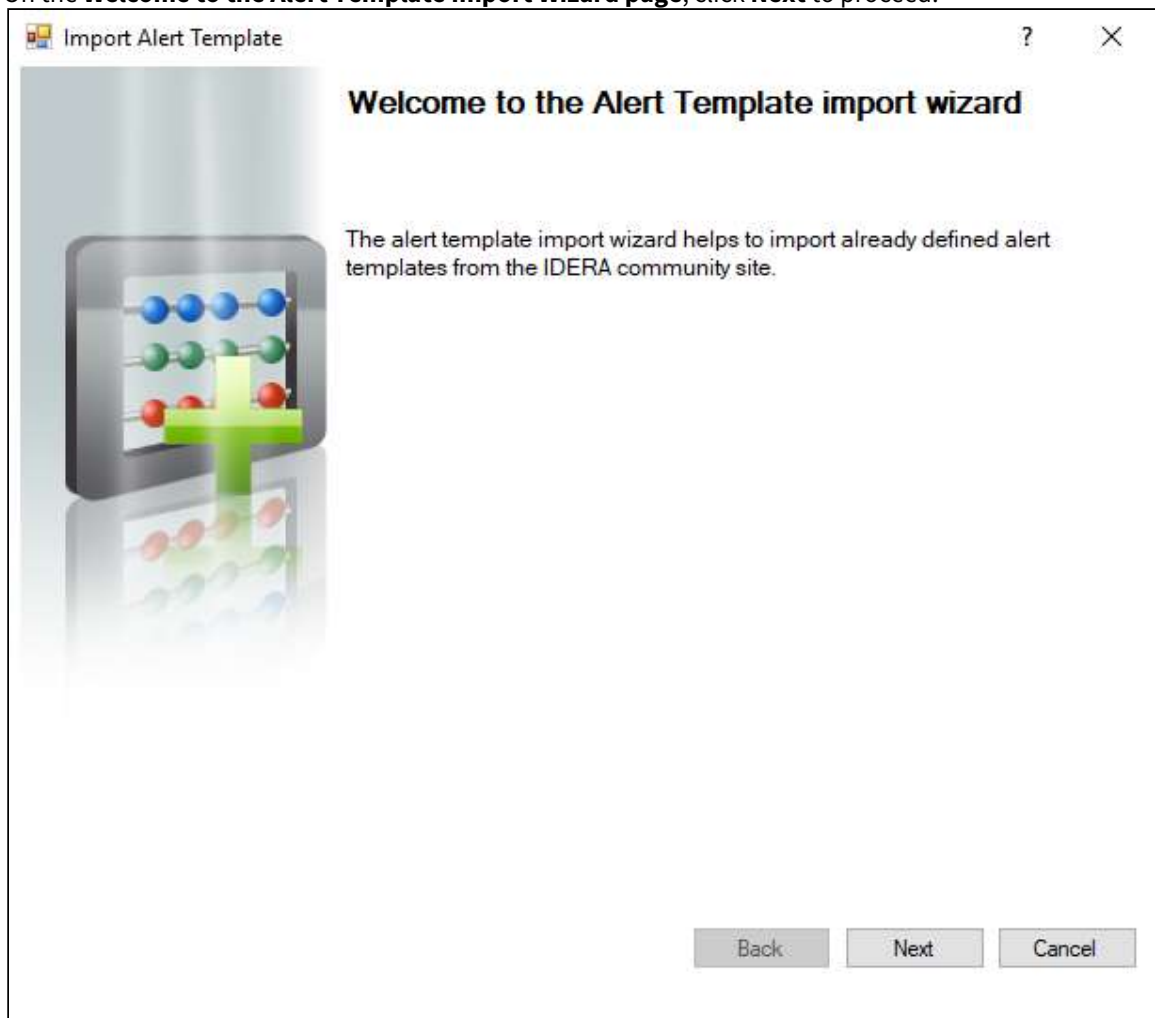 On the Welcome to the Alert Template Import Wizard page, click Next to proceed.
Import Alert Template ? ×
Welcome to the Alert Template import wizard
The alert template import wizard helps to import already defined alert
templates from the IDERA community site.
Back Next Cancel